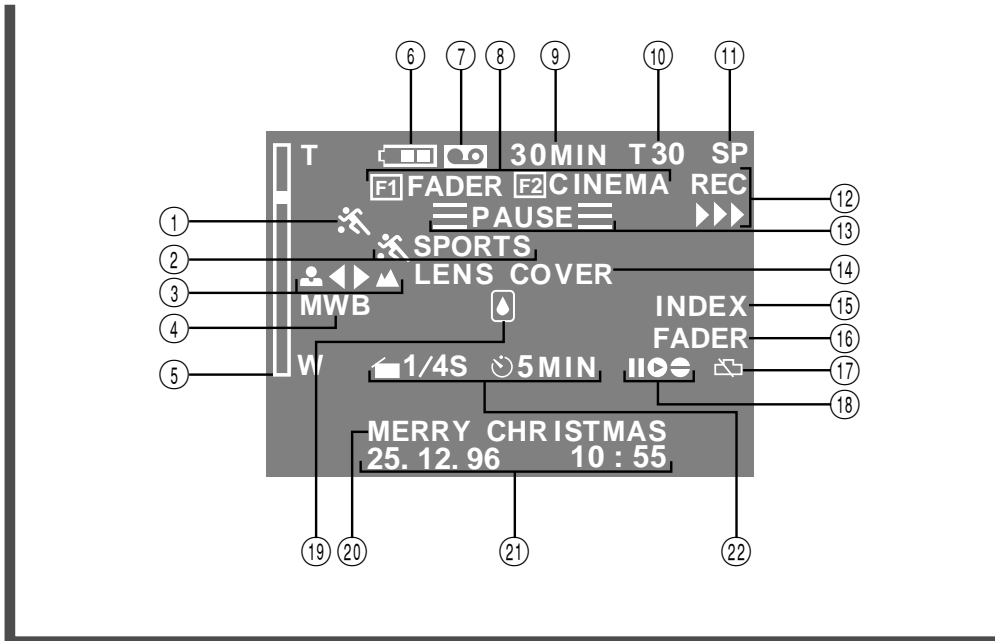 ⑥ ⑦ ⑧ ⑨ ⑩ ⑪
T 30MIN T30 SP
F1 FADER F2 CINEMA REC
⑫
① PAUSE ⑬
② SPORTS
③ LENS COVER ⑭
④ MWB INDEX ⑮
FADER ⑯
⑤ W 1/4S 5MIN ⑰
⑱
MERRY CHRISTMAS
25. 12. 96 10 : 55
⑲ ⑳ ㉑ ㉒